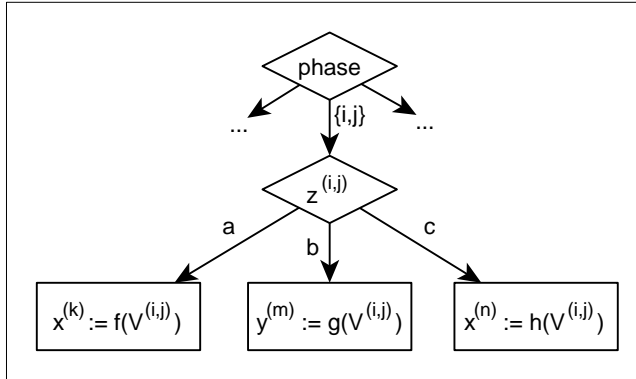 phase
... {i,j} ...
z^(i,j)
a b c
x^(k) := f(V^(i,j)) y^(m) := g(V^(i,j)) x^(n) := h(V^(i,j))